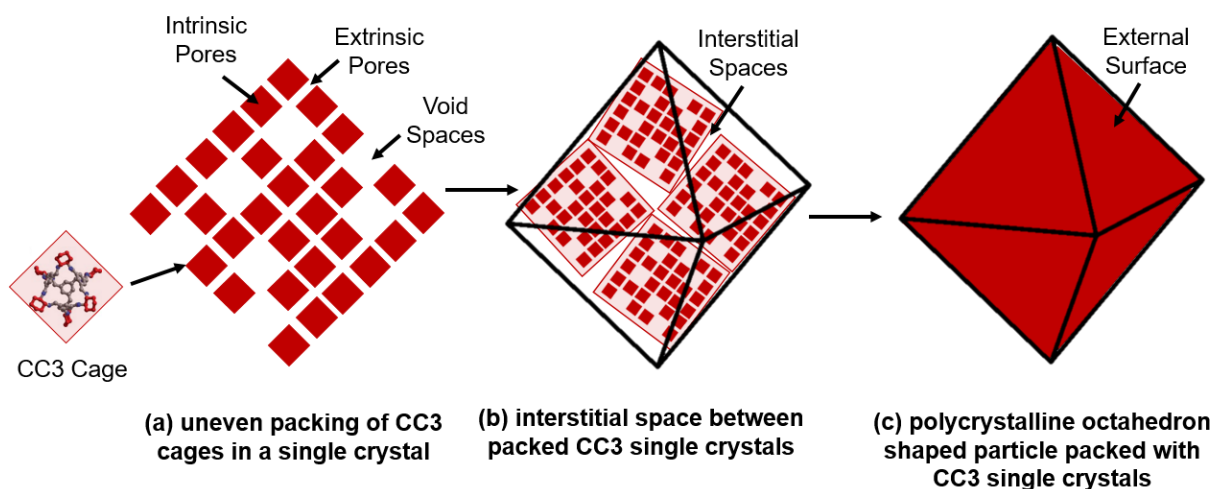 Intrinsic
Pores
Extrinsic
Pores
Void
Spaces
CC3 Cage
(a) uneven packing of CC3
cages in a single crystal
Interstitial
Spaces
(b) interstitial space between
packed CC3 single crystals
External
Surface
(c) polycrystalline octahedron
shaped particle packed with
CC3 single crystals